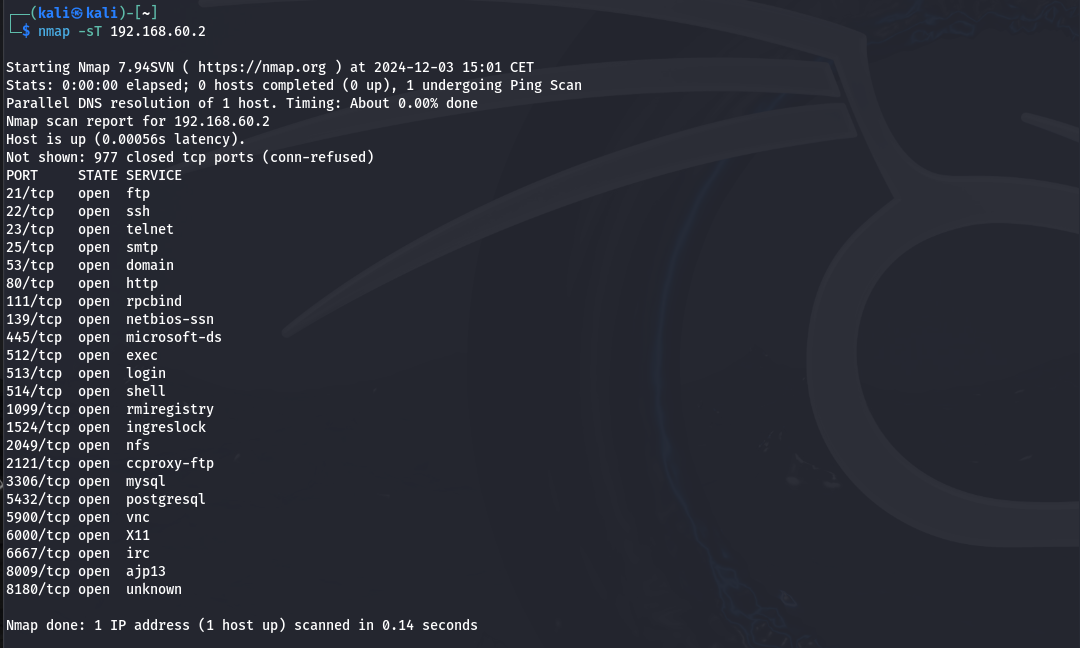 ┌──(kali㉿kali)-[~]
└─$ nmap -sT 192.168.60.2
Starting Nmap 7.94SVN ( https://nmap.org ) at 2024-12-03 15:01 CET
Stats: 0:00:00 elapsed; 0 hosts completed (0 up), 1 undergoing Ping Scan
Parallel DNS resolution of 1 host. Timing: About 0.00% done
Nmap scan report for 192.168.60.2
Host is up (0.00056s latency).
Not shown: 977 closed tcp ports (conn-refused)
PORT     STATE SERVICE
21/tcp   open  ftp
22/tcp   open  ssh
23/tcp   open  telnet
25/tcp   open  smtp
53/tcp   open  domain
80/tcp   open  http
111/tcp  open  rpcbind
139/tcp  open  netbios-ssn
445/tcp  open  microsoft-ds
512/tcp  open  exec
513/tcp  open  login
514/tcp  open  shell
1099/tcp open  rmiregistry
1524/tcp open  ingreslock
2049/tcp open  nfs
2121/tcp open  ccproxy-ftp
3306/tcp open  mysql
5432/tcp open  postgresql
5900/tcp open  vnc
6000/tcp open  X11
6667/tcp open  irc
8009/tcp open  ajp13
8180/tcp open  unknown
Nmap done: 1 IP address (1 host up) scanned in 0.14 seconds